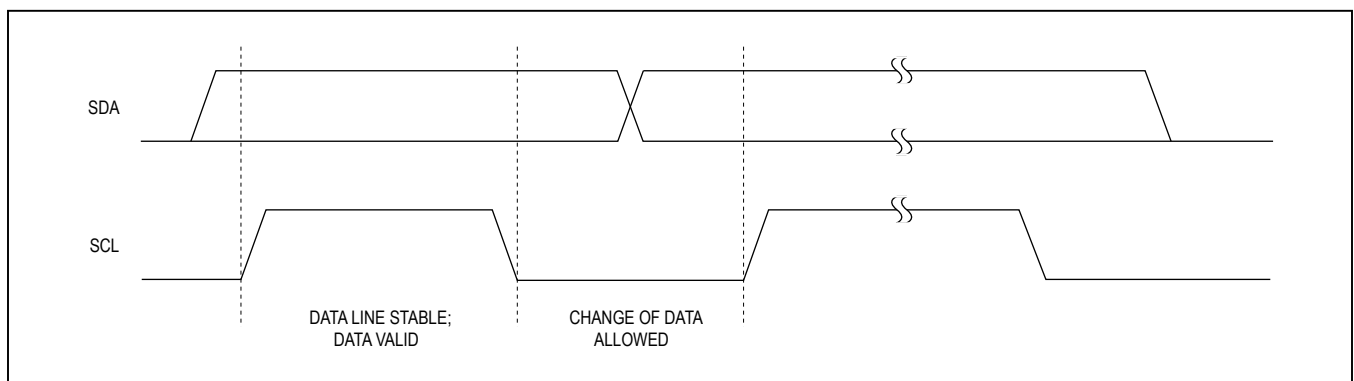 SDA
SCL
DATA LINE STABLE;
DATA VALID
CHANGE OF DATA
ALLOWED